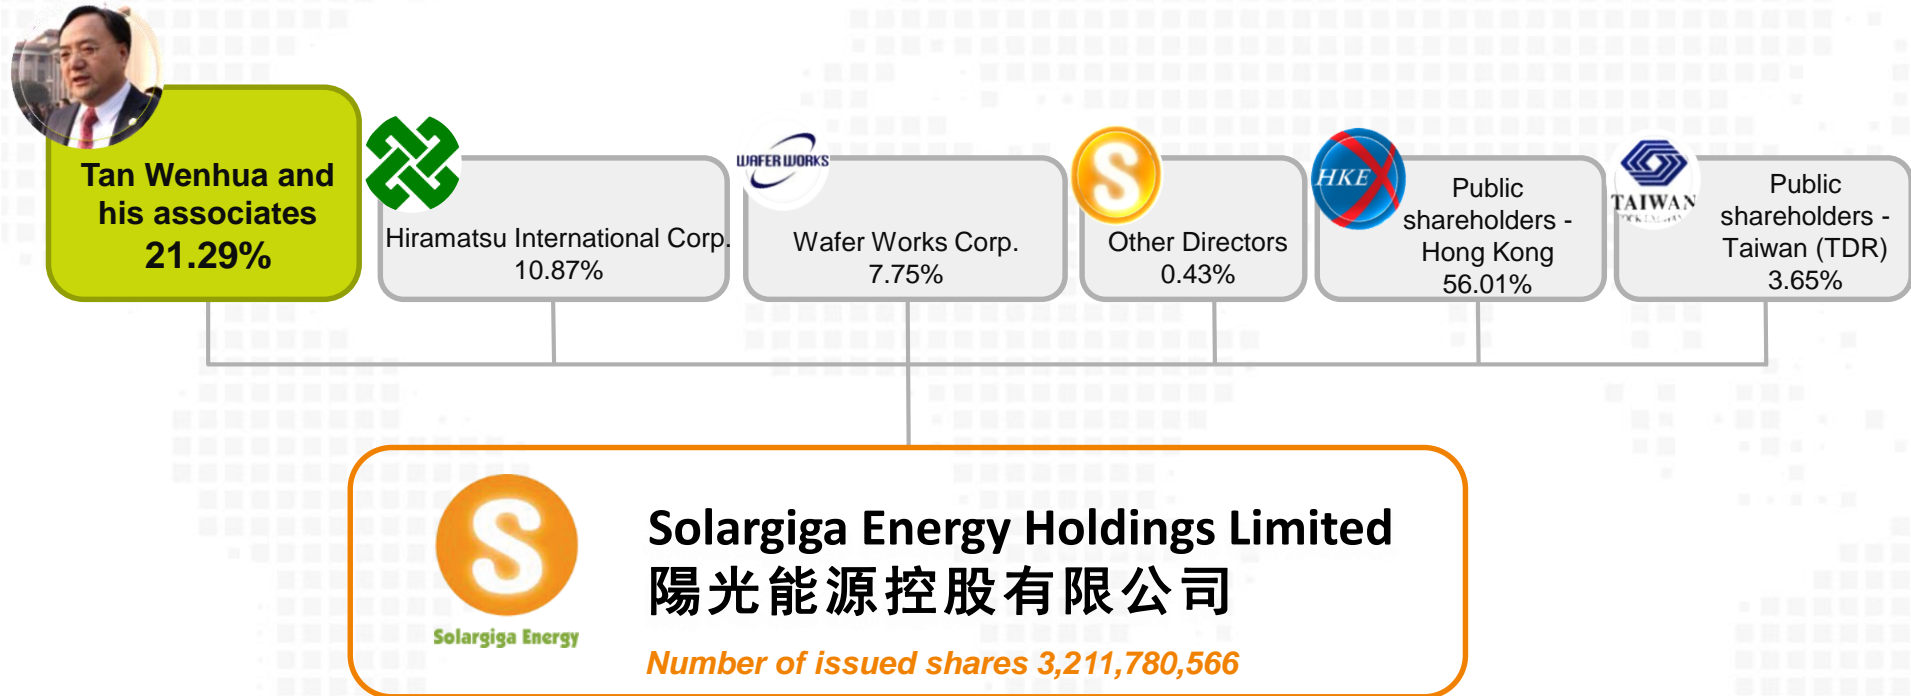 Tan Wenhua and
his associates
21.29%
Hiramatsu International Corp.
10.87%
WAFER WORKS
Wafer Works Corp.
7.75%
S
Other Directors
0.43%
HKEX
Public
shareholders -
Hong Kong
56.01%
TAIWAN
Public
shareholders -
Taiwan (TDR)
3.65%
S
Solargiga Energy
Solargiga Energy Holdings Limited
陽光能源控股有限公司
Number of issued shares 3,211,780,566